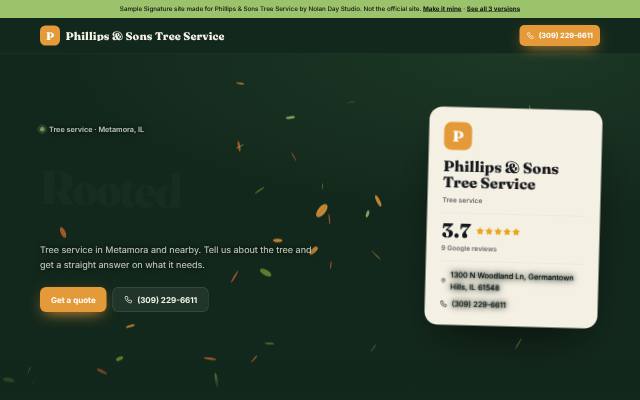 Sample Signature site made for Phillips & Sons Tree Service by Nolan Day Studio. Not the official site. Make it mine · See all 3 versions
P Phillips & Sons Tree Service
(309) 229-6611
Tree service · Metamora, IL
Rooted
Tree service in Metamora and nearby. Tell us about the tree and
get a straight answer on what it needs.
Get a quote
(309) 229-6611
P
Phillips & Sons
Tree Service
Tree service
3.7
9 Google reviews
1300 N Woodland Ln, Germantown
Hills, IL 61548
(309) 229-6611